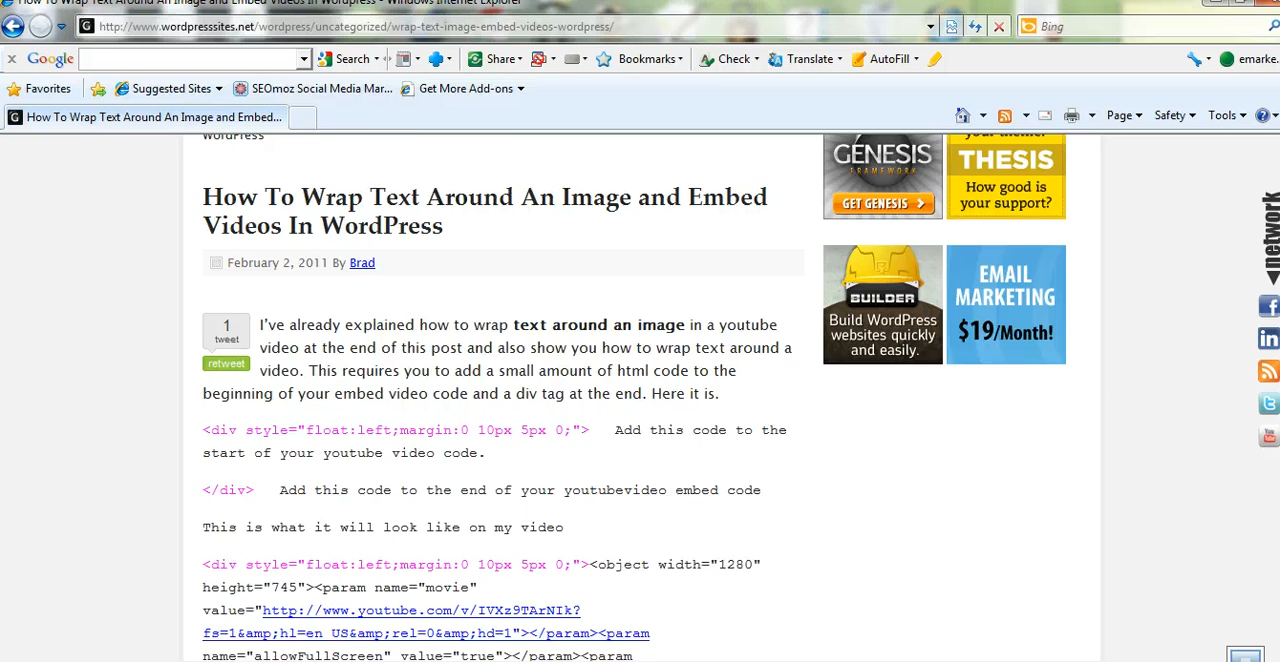 How To Wrap Text Around An Image and Embed Videos In WordPress - Windows Internet Explorer
http://www.wordpresssites.net/wordpress/uncategorized/wrap-text-image-embed-videos-wordpress/
Bing
x Google Search Share Bookmarks Check Translate AutoFill emarke.
Favorites Suggested Sites SEOmoz Social Media Mar... Get More Add-ons
G How To Wrap Text Around An Image and Embed...
Page Safety Tools
WordPress
How To Wrap Text Around An Image and Embed
Videos In WordPress
February 2, 2011 By Brad
1
tweet
retweet
I've already explained how to wrap text around an image in a youtube
video at the end of this post and also show you how to wrap text around a
video. This requires you to add a small amount of html code to the
beginning of your embed video code and a div tag at the end. Here it is.
<div style="float:left;margin:0 10px 5px 0;"> Add this code to the
start of your youtube video code.
</div> Add this code to the end of your youtubevideo embed code
This is what it will look like on my video
<div style="float:left;margin:0 10px 5px 0;"><object width="1280"
height="745"><param name="movie"
value="http://www.youtube.com/v/IVXz9TArNIk?
fs=1&amp;hl=en_US&amp;rel=0&amp;hd=1"></param><param
name="allowFullScreen" value="true"></param><param
GENESIS
FRAMEWORK
GET GENESIS
your theme.
THESIS
How good is
your support?
BUILDER
Build WordPress
websites quickly
and easily.
EMAIL
MARKETING
$19/Month!
network